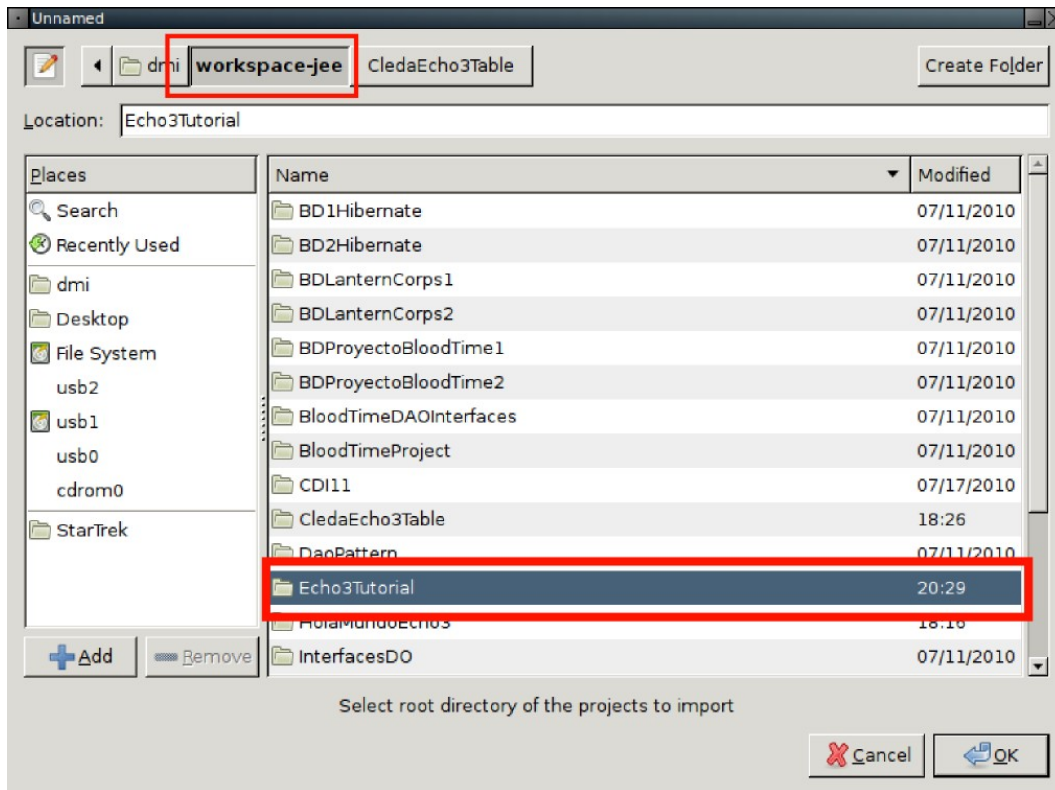 Unnamed
dmi workspace-jee CledaEcho3Table Create Folder
Location: Echo3Tutorial
Places Name Modified
Search BD1Hibernate 07/11/2010
Recently Used BD2Hibernate 07/11/2010
dmi BDLanternCorps1 07/11/2010
Desktop BDLanternCorps2 07/11/2010
File System BDProyectoBloodTime1 07/11/2010
usb2 BDProyectoBloodTime2 07/11/2010
usb1 BloodTimeDAOInterfaces 07/11/2010
usb0 BloodTimeProject 07/11/2010
cdrom0 CDI11 07/17/2010
StarTrek CledaEcho3Table 18:26
DaoPattern 07/11/2010
Echo3Tutorial 20:29
HolaMundoEcho3 18:16
Add Remove InterfacesDO 07/11/2010
Select root directory of the projects to import
Cancel OK